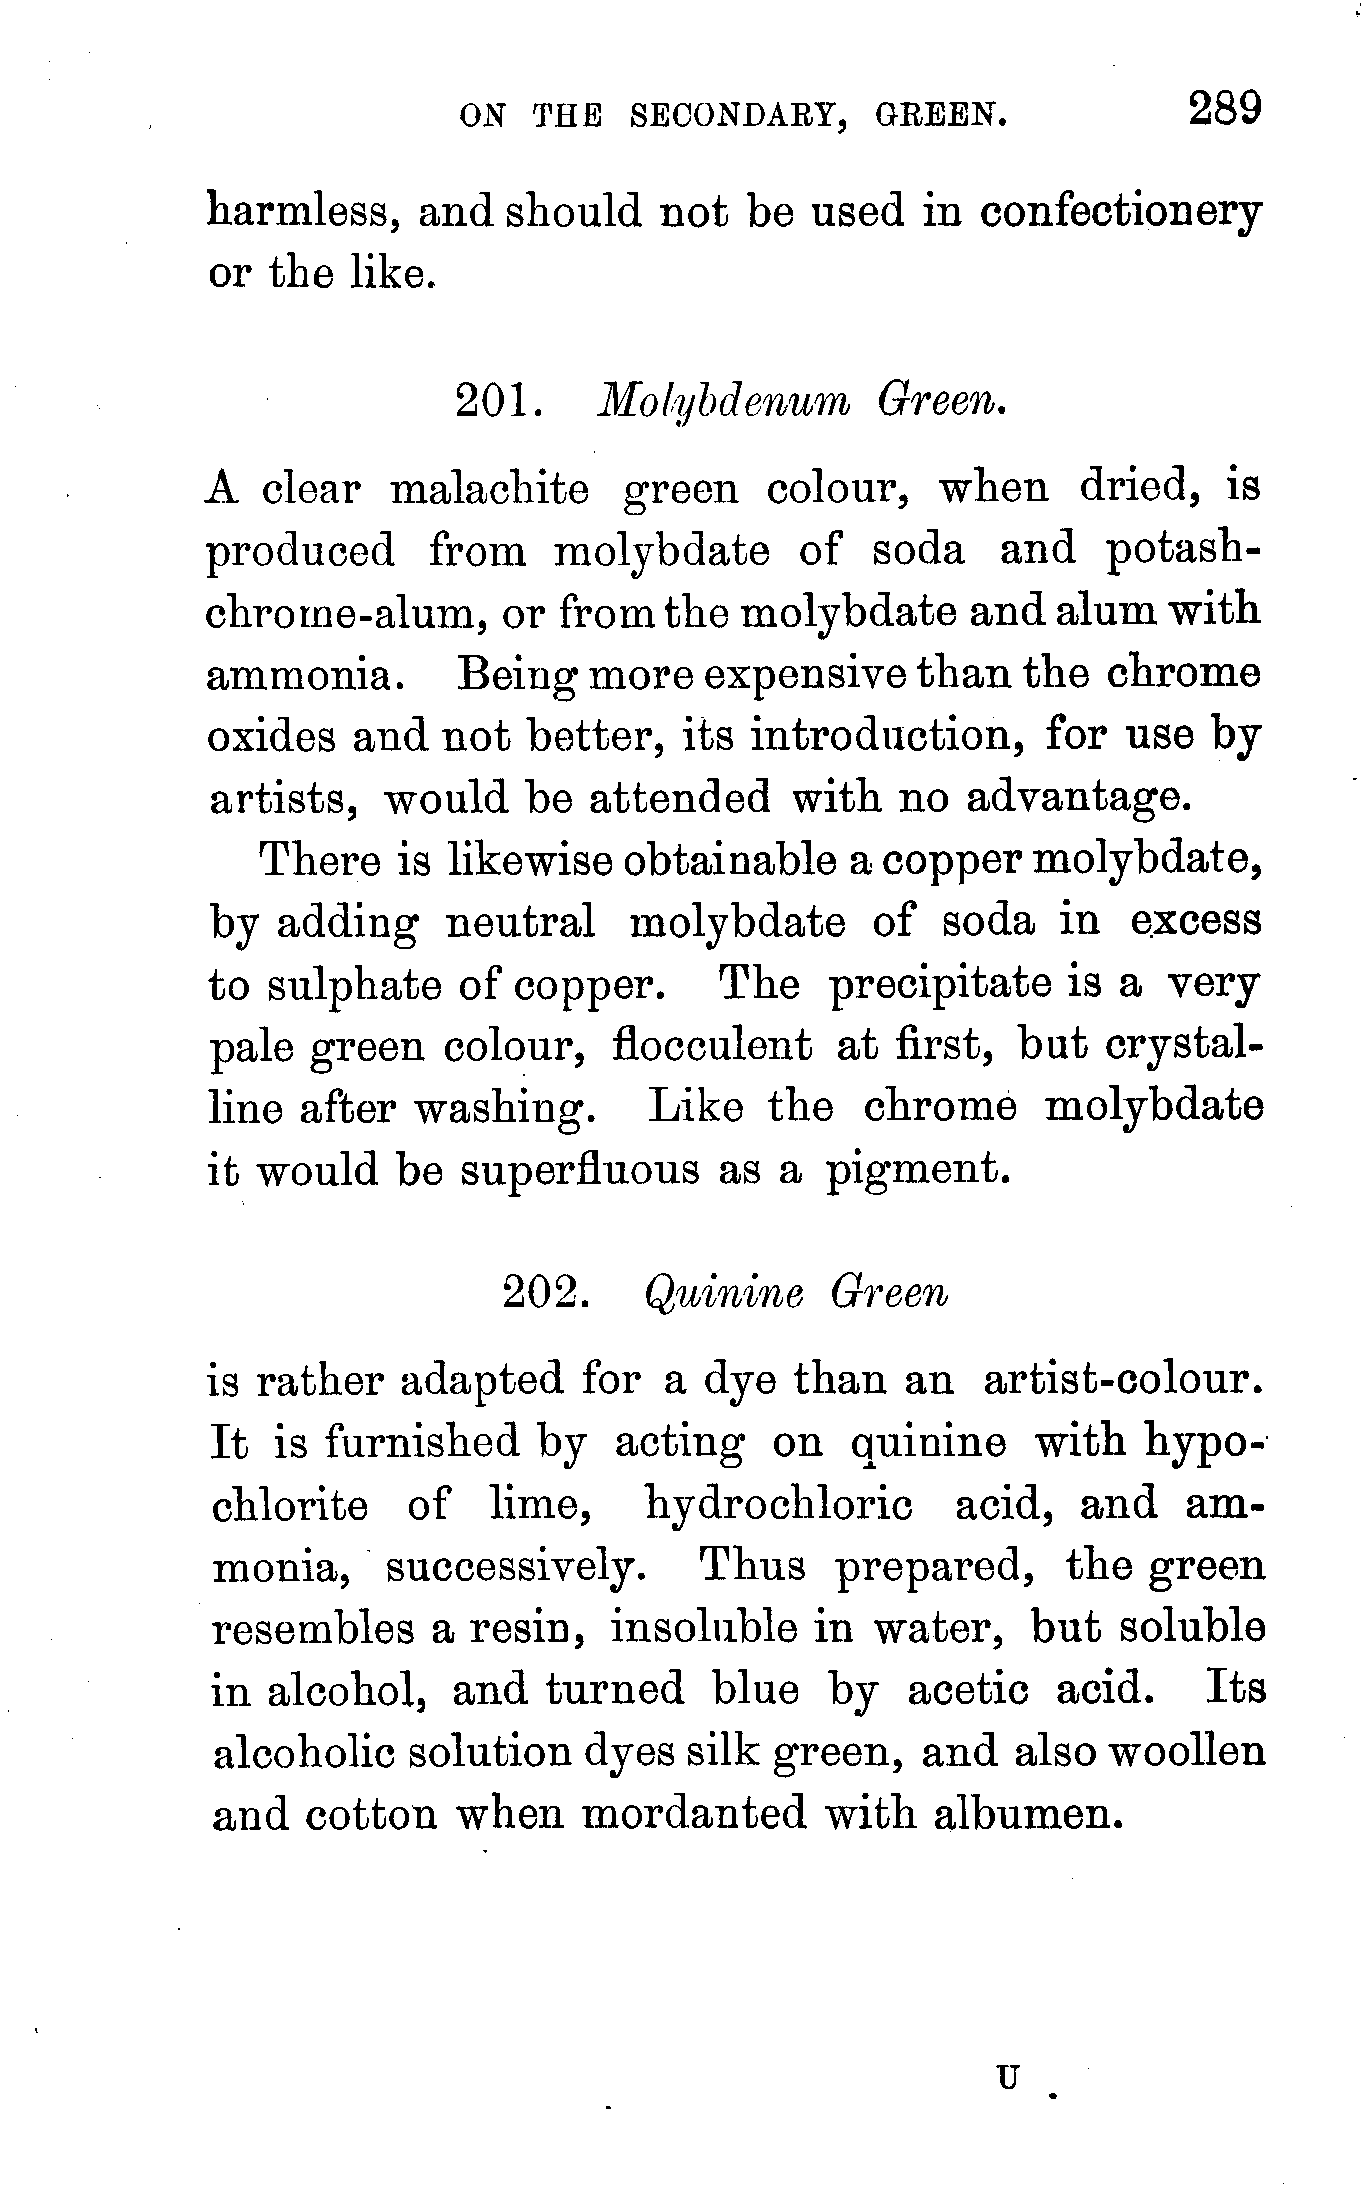 ON THE SECONDARY, GREEN. 289
harmless, and should not be used in confectionery
or the like.
201. Molybdenum Green.
A clear malachite green colour, when dried, is
produced from molybdate of soda and potash-
chrome-alum, or from the molybdate and alum with
ammonia. Being more expensive than the chrome
oxides and not better, its introduction, for use by
artists, would be attended with no advantage.
There is likewise obtainable a copper molybdate,
by adding neutral molybdate of soda in excess
to sulphate of copper. The precipitate is a very
pale green colour, flocculent at first, but crystal-
line after washing. Like the chrome molybdate
it would be superfluous as a pigment.
202. Quinine Green
is rather adapted for a dye than an artist-colour.
It is furnished by acting on quinine with hypo-
chlorite of lime, hydrochloric acid, and am-
monia, successively. Thus prepared, the green
resembles a resin, insoluble in water, but soluble
in alcohol, and turned blue by acetic acid. Its
alcoholic solution dyes silk green, and also woollen
and cotton when mordanted with albumen.
U